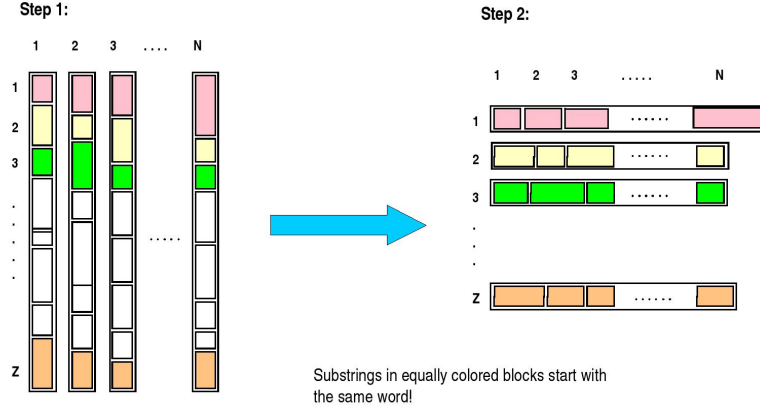 Step 1:
Step 2:
1 2 3 . . . . N
1
2
3
.
.
.
.
.
Z
. . . . .
1 2 3 . . . . . N
1 . . . . . .
2 . . . . . .
3 . . . . . .
.
.
.
Z . . . . . .
Substrings in equally colored blocks start with
the same word!